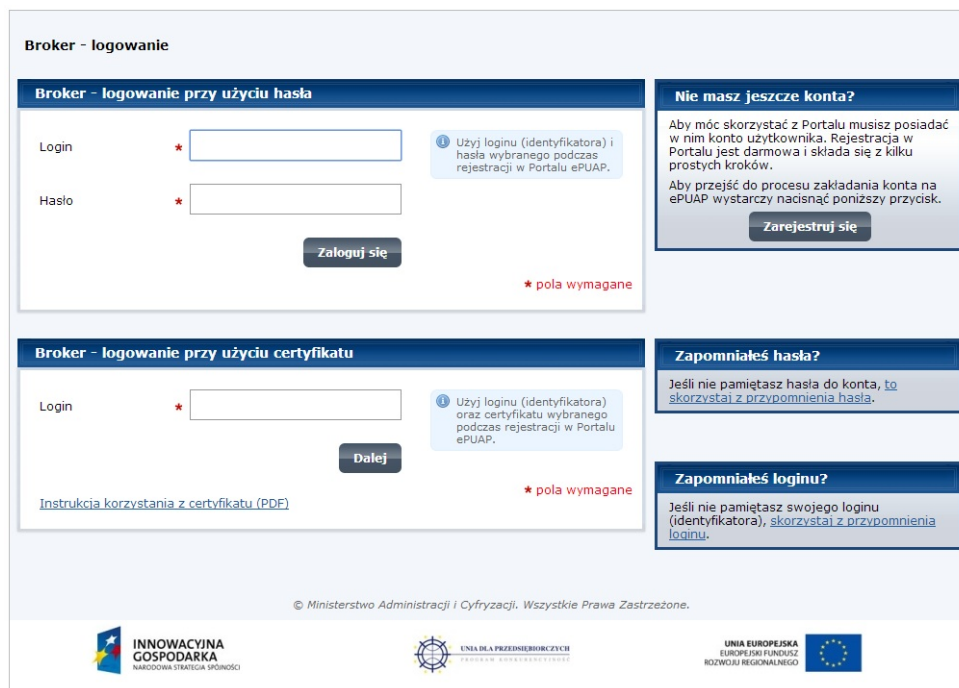 Broker - logowanie
Broker - logowanie przy użyciu hasła
Login
*
Użyj loginu (identyfikatora) i
hasła wybranego podczas
rejestracji w Portalu ePUAP.
Hasło
*
Zaloguj się
* pola wymagane
Nie masz jeszcze konta?
Aby móc skorzystać z Portalu musisz posiadać
w nim konto użytkownika. Rejestracja w
Portalu jest darmowa i składa się z kilku
prostych kroków.
Aby przejść do procesu zakładania konta na
ePUAP wystarczy nacisnąć poniższy przycisk.
Zarejestruj się
Broker - logowanie przy użyciu certyfikatu
Login
*
Użyj loginu (identyfikatora)
oraz certyfikatu wybranego
podczas rejestracji w Portalu
ePUAP.
Dalej
* pola wymagane
Instrukcja korzystania z certyfikatu (PDF)
Zapomniałeś hasła?
Jeśli nie pamiętasz hasła do konta, to
skorzystaj z przypomnienia hasła.
Zapomniałeś loginu?
Jeśli nie pamiętasz swojego loginu
(identyfikatora), skorzystaj z przypomnienia
loginu.
© Ministerstwo Administracji i Cyfryzacji. Wszystkie Prawa Zastrzeżone.
INNOWACYJNA
GOSPODARKA
NARODOWA STRATEGIA SPÓJNOŚCI
UNIA DLA PRZEDSIĘBIORCZYCH
PROGRAM KONKURENCYJNOŚĆ
UNIA EUROPEJSKA
EUROPEJSKI FUNDUSZ
ROZWOJU REGIONALNEGO